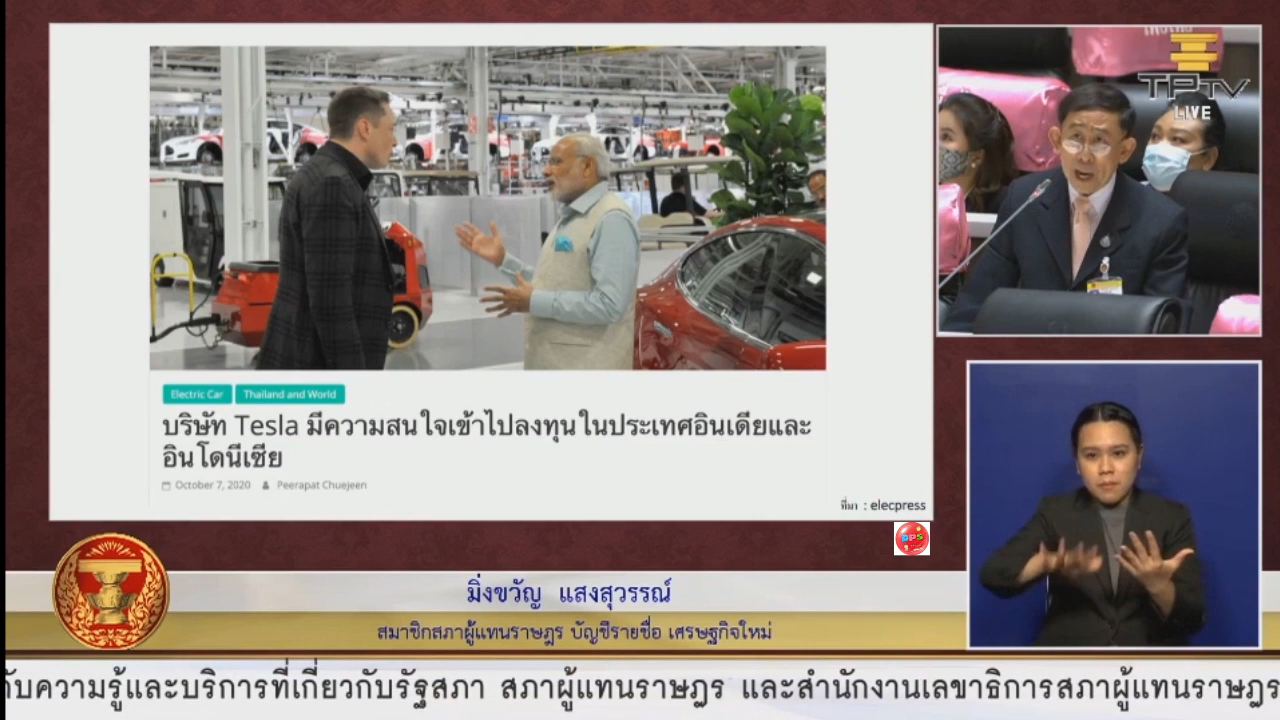 TPTV
LIVE
Electric Car
Thailand and World
บริษัท Tesla มีความสนใจเข้าไปลงทุนในประเทศอินเดียและ
อินโดนีเซีย
October 7, 2020 Peerapat Chuejeen
ที่มา : elecpress
DPS
มิ่งขวัญ แสงสุวรรณ์
สมาชิกสภาผู้แทนราษฎร บัญชีรายชื่อ เศรษฐกิจใหม่
กับความรู้และบริการที่เกี่ยวกับรัฐสภา สภาผู้แทนราษฎร และสำนักงานเลขาธิการสภาผู้แทนราษฎร